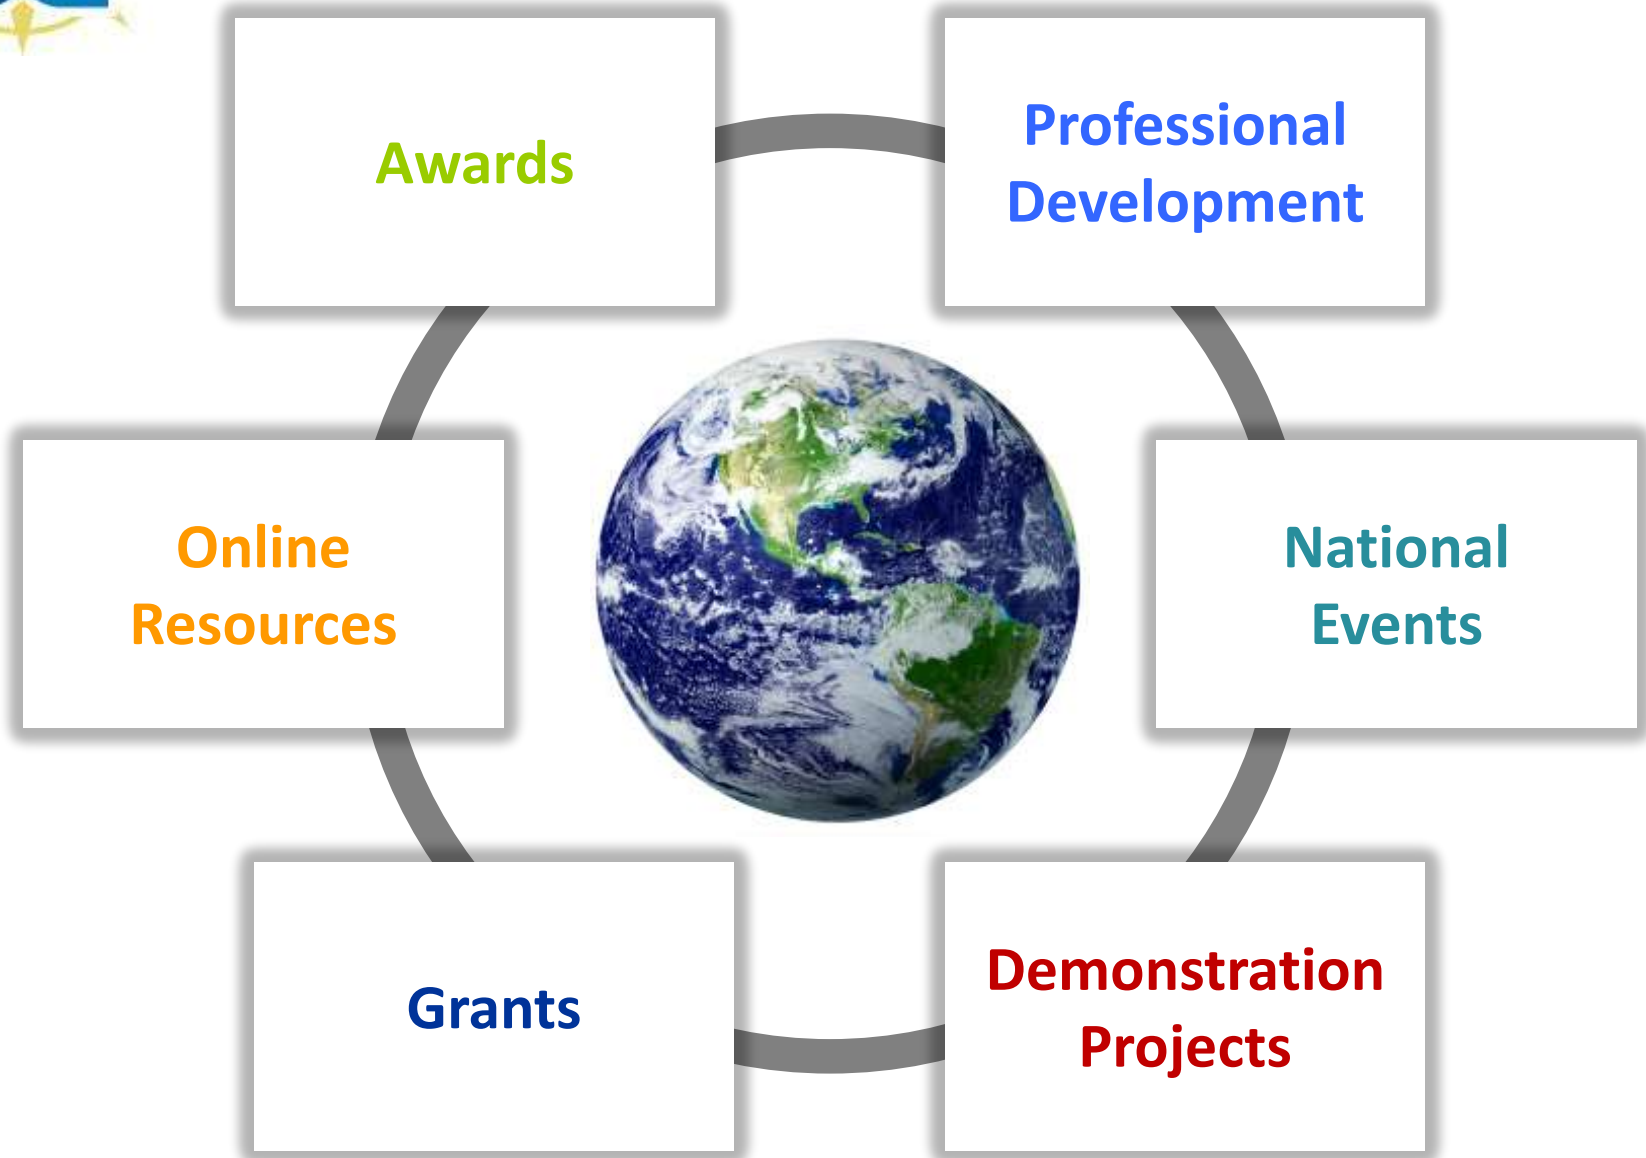 Awards
Professional
Development
Online
Resources
National
Events
Grants
Demonstration
Projects